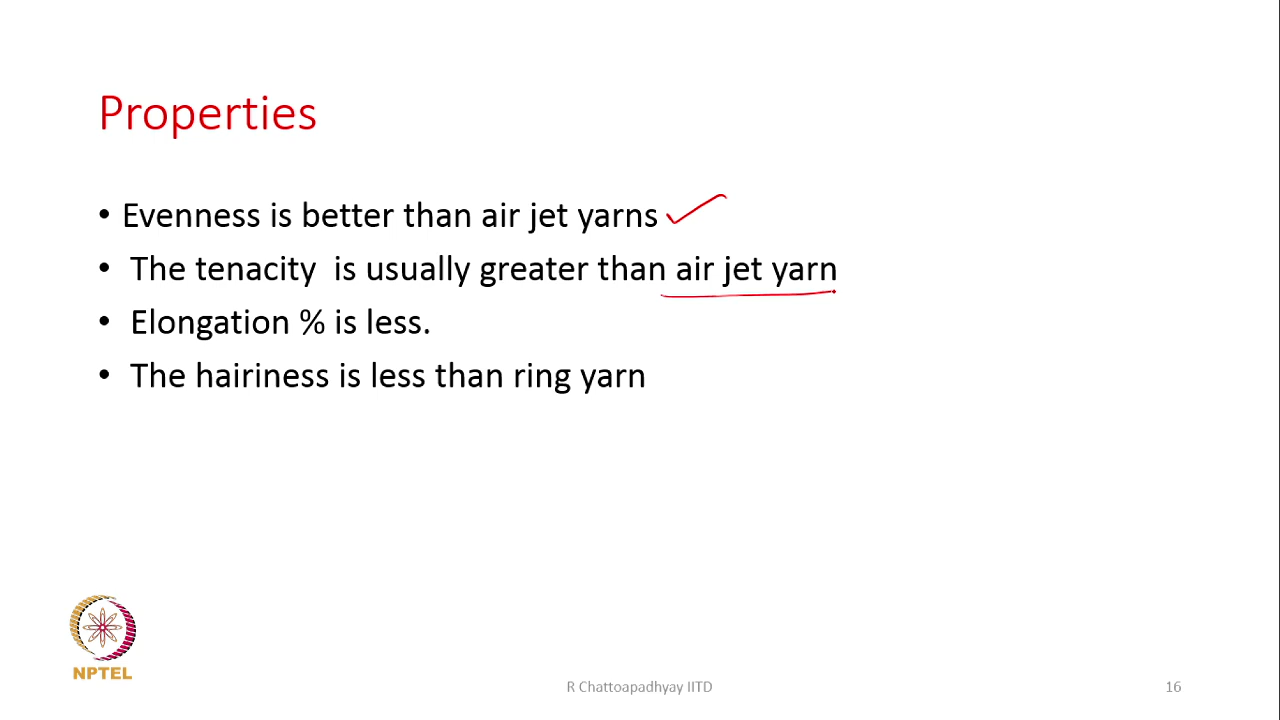 Properties
• Evenness is better than air jet yarns
• The tenacity is usually greater than air jet yarn
• Elongation % is less.
• The hairiness is less than ring yarn
NPTEL
R Chattoapadhyay IITD
16